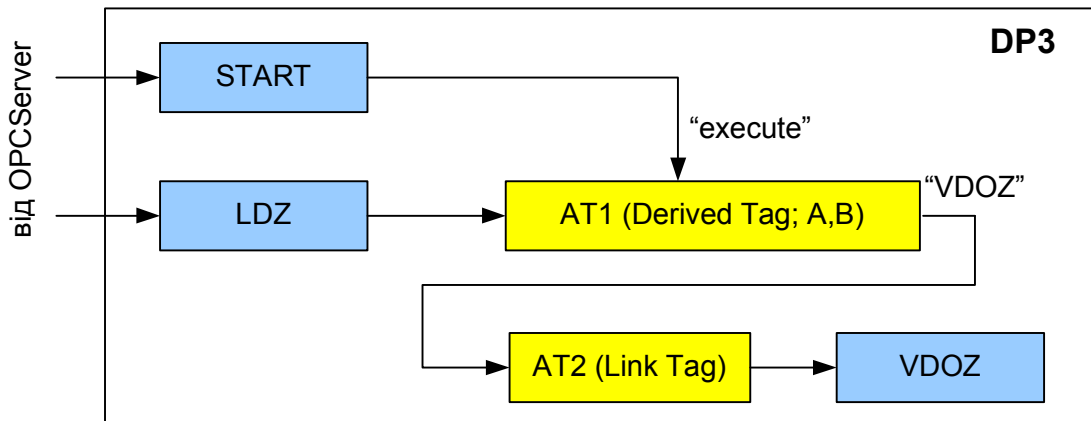 DP3
від OPCServer
START
“execute”
LDZ
AT1 (Derived Tag; A,B)
“VDOZ”
AT2 (Link Tag)
VDOZ